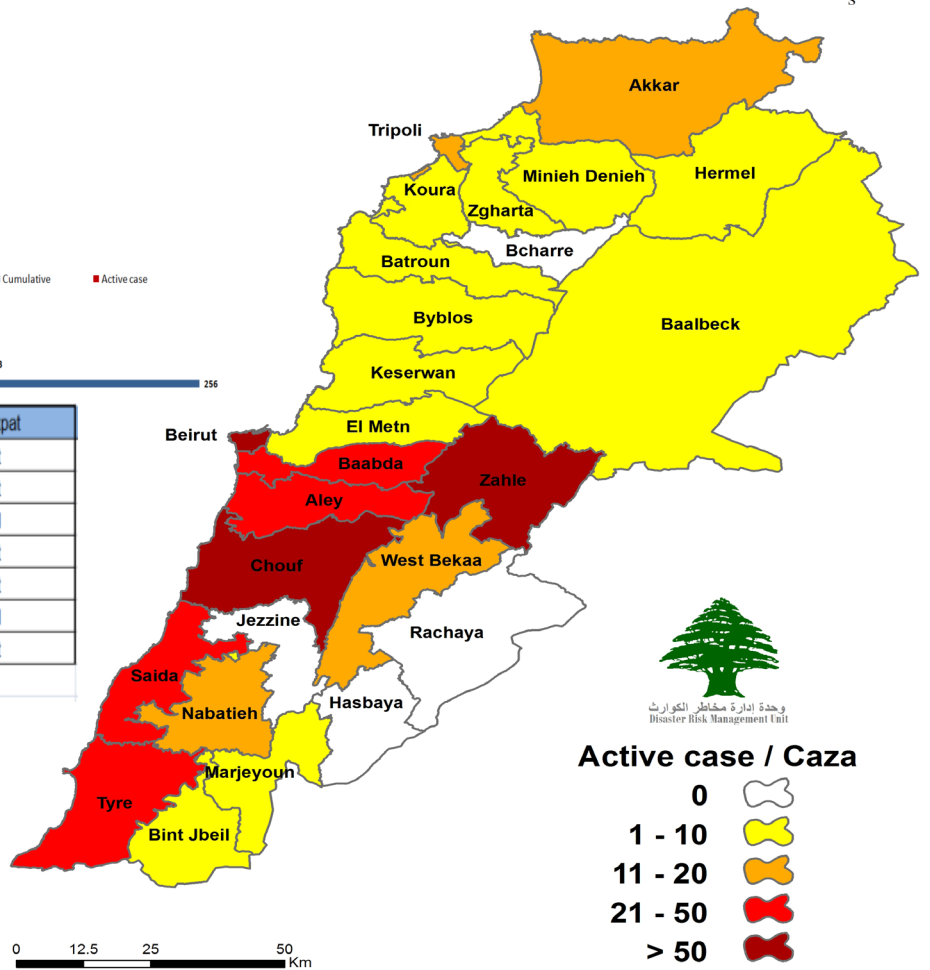 s
Akkar
Tripoli
Hermel
Minieh Denieh
Koura
Zgharta
Bcharre
Batroun
Cumulative
Active case
Byblos
Baalbeck
Keserwan
256
pat
El Metn
Beirut
Baabda
Zahle
Aley
West Bekaa
Chouf
Jezzine
Rachaya
Saida
Hasbaya
Nabatieh
وحدة إدارة مخاطر الكوارث
Disaster Risk Management Unit
Marjeyoun
Tyre
Bint Jbeil
Active case / Caza
0
1 - 10
11 - 20
21 - 50
> 50
0 12.5 25 50
Km